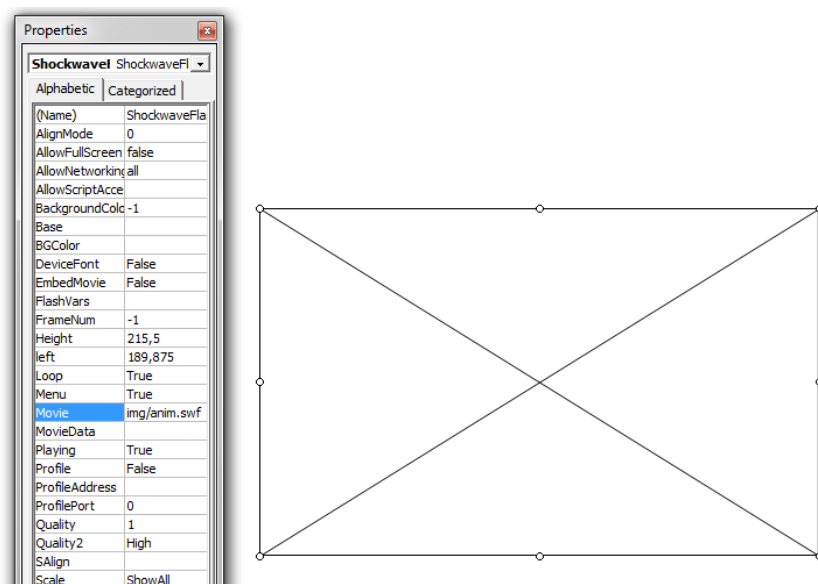 Properties
ShockwaveF ShockwaveFl
Alphabetic Categorized
(Name) ShockwaveFla
AlignMode 0
AllowFullScreen false
AllowNetworking all
AllowScriptAcce
BackgroundColo -1
Base
BGColor
DeviceFont False
EmbedMovie False
FlashVars
FrameNum -1
Height 215,5
left 189,875
Loop True
Menu True
Movie img/anim.swf
MovieData
Playing True
Profile False
ProfileAddress
ProfilePort 0
Quality 1
Quality2 High
SAlign
Scale ShowAll